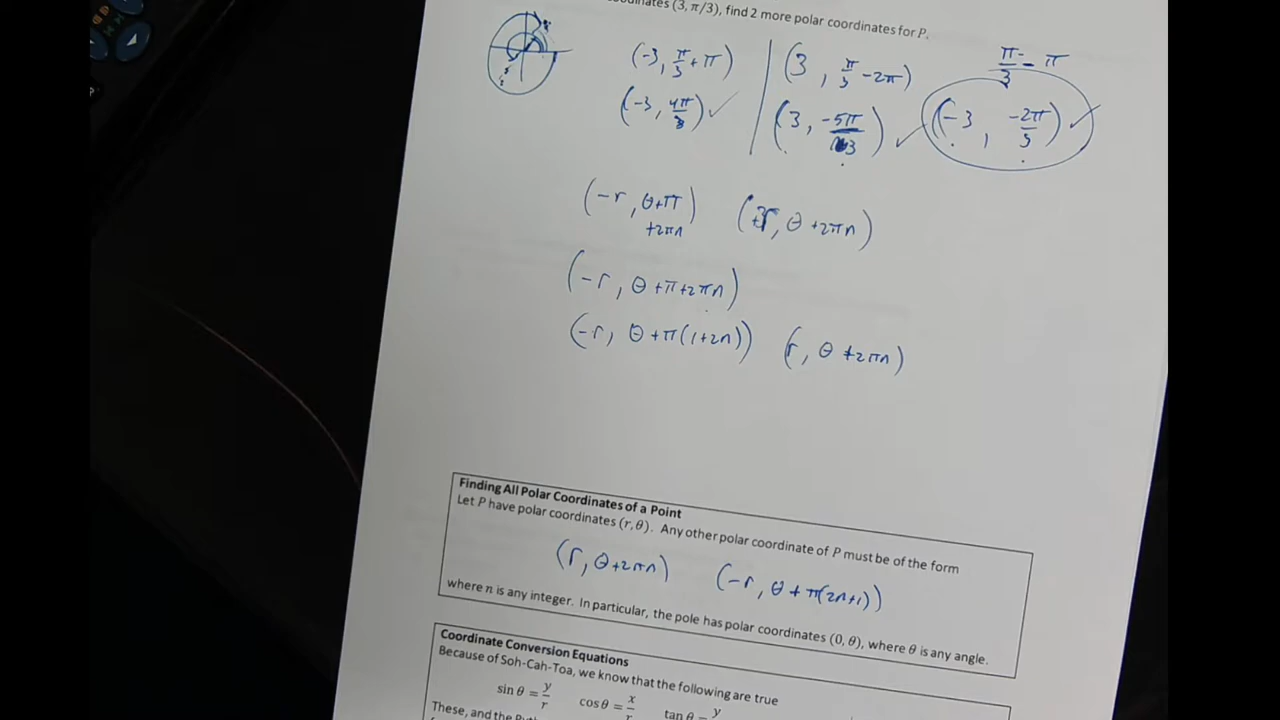 coordinates (3, π/3), find 2 more polar coordinates for P.
(-3, π/3 + π) (3, π/3 - 2π) π/3 - π
(-3, 4π/3) ✓ (3, -5π/3) ✓ (-3, -2π/3) ✓
(-r, θ+π (r, θ+2πn)
+2πn)
(-r, θ+π+2πn)
(-r, θ+π(1+2n)) (r, θ+2πn)
Finding All Polar Coordinates of a Point
Let P have polar coordinates (r, θ). Any other polar coordinate of P must be of the form
(r, θ+2πn) (-r, θ+π(2n+1))
where n is any integer. In particular, the pole has polar coordinates (0, θ), where θ is any angle.
Coordinate Conversion Equations
Because of Soh-Cah-Toa, we know that the following are true
sin θ = y/r cos θ = x/r tan θ = y
These, and the